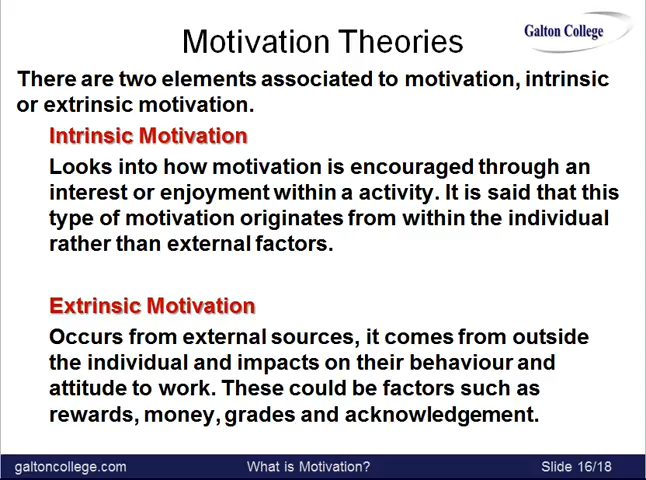 Galton College
Motivation Theories
There are two elements associated to motivation, intrinsic
or extrinsic motivation.
Intrinsic Motivation
Looks into how motivation is encouraged through an
interest or enjoyment within a activity. It is said that this
type of motivation originates from within the individual
rather than external factors.
Extrinsic Motivation
Occurs from external sources, it comes from outside
the individual and impacts on their behaviour and
attitude to work. These could be factors such as
rewards, money, grades and acknowledgement.
galtoncollege.com What is Motivation? Slide 16/18